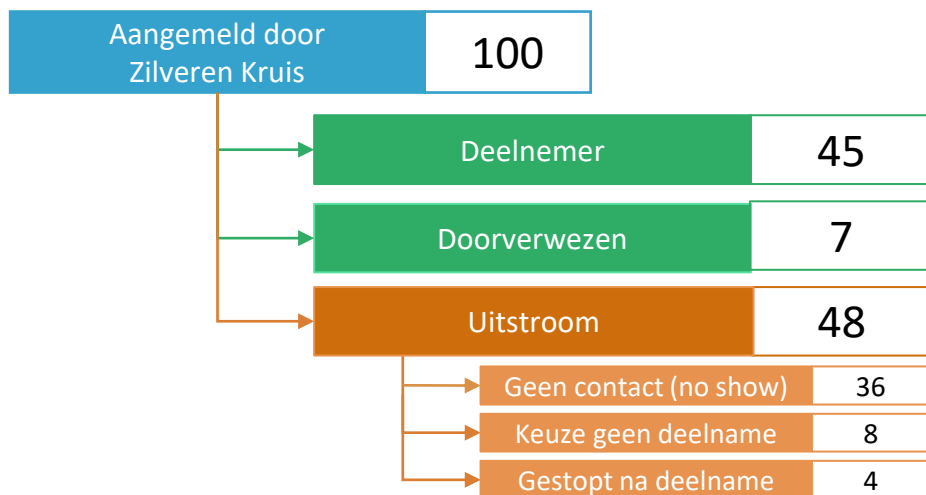 Aangemeld door
Zilveren Kruis
100
Deelnemer
45
Doorverwezen
7
Uitstroom
48
Geen contact (no show)
36
Keuze geen deelname
8
Gestopt na deelname
4